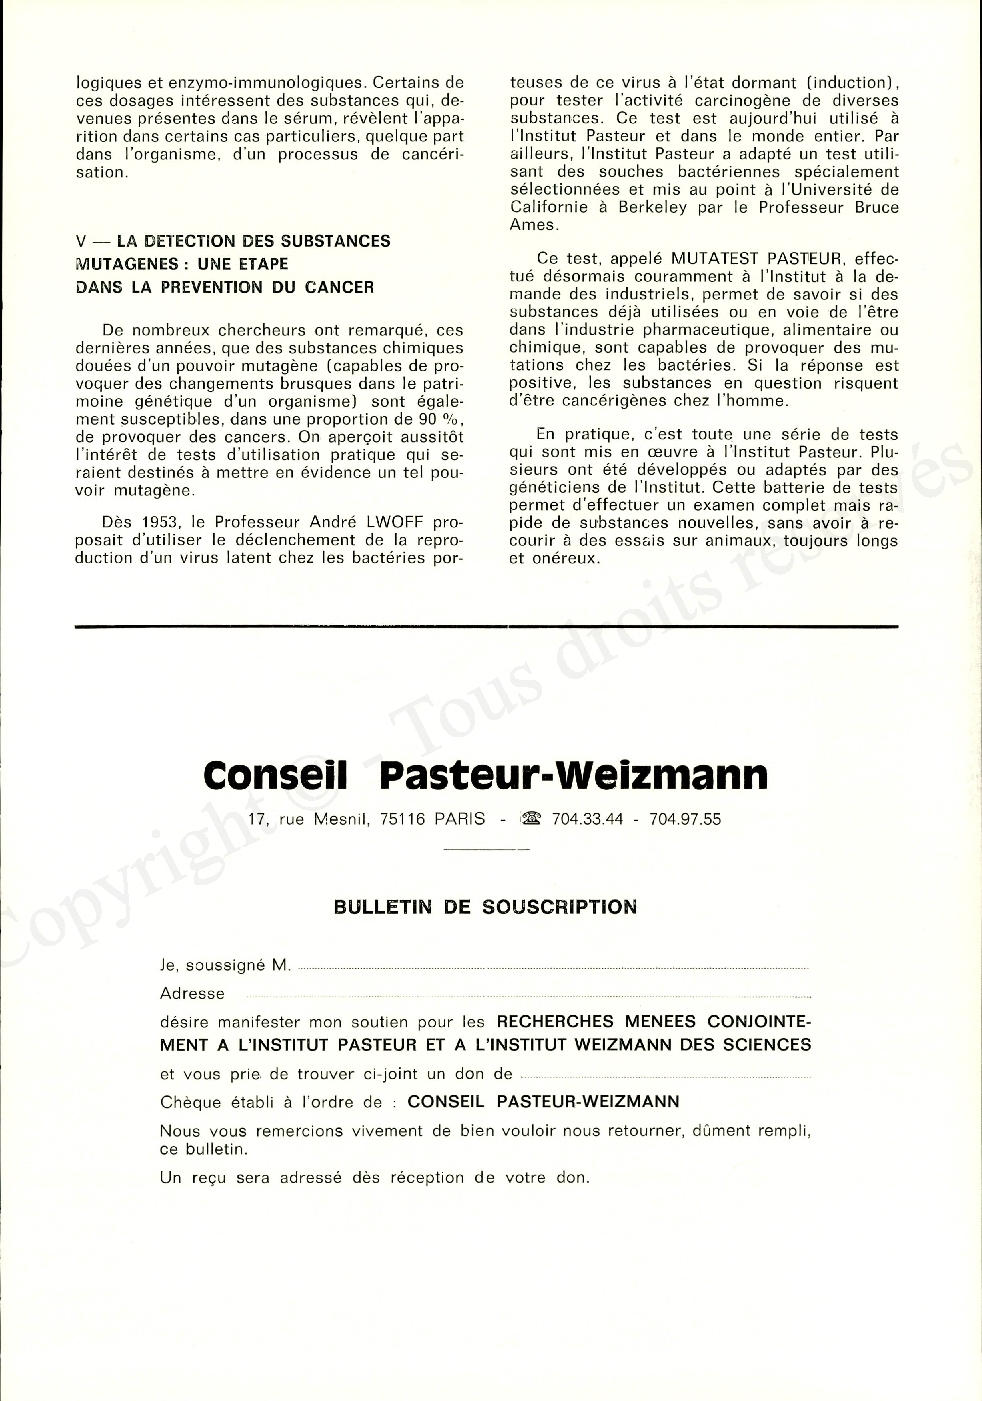 logiques et enzymo-immunologiques. Certains de
ces dosages intéressent des substances qui, de-
venues présentes dans le sérum, révèlent l'appa-
rition dans certains cas particuliers, quelque part
dans l'organisme, d'un processus de cancéri-
sation.
V — LA DETECTION DES SUBSTANCES
MUTAGENES : UNE ETAPE
DANS LA PREVENTION DU CANCER
De nombreux chercheurs ont remarqué, ces
dernières années, que des substances chimiques
douées d'un pouvoir mutagène (capables de pro-
voquer des changements brusques dans le patri-
moine génétique d'un organisme) sont égale-
ment susceptibles, dans une proportion de 90 %,
de provoquer des cancers. On aperçoit aussitôt
l'intérêt de tests d'utilisation pratique qui se-
raient destinés à mettre en évidence un tel pou-
voir mutagène.
Dès 1953, le Professeur André LWOFF pro-
posait d'utiliser le déclenchement de la repro-
duction d'un virus latent chez les bactéries por-
teuses de ce virus à l'état dormant (induction),
pour tester l'activité carcinogène de diverses
substances. Ce test est aujourd'hui utilisé à
l'Institut Pasteur et dans le monde entier. Par
ailleurs, l'Institut Pasteur a adapté un test utili-
sant des souches bactériennes spécialement
sélectionnées et mis au point à l'Université de
Californie à Berkeley par le Professeur Bruce
Ames.
Ce test, appelé MUTATEST PASTEUR, effec-
tué désormais couramment à l'Institut à la de-
mande des industriels, permet de savoir si des
substances déjà utilisées ou en voie de l'être
dans l'industrie pharmaceutique, alimentaire ou
chimique, sont capables de provoquer des mu-
tations chez les bactéries. Si la réponse est
positive, les substances en question risquent
d'être cancérigènes chez l'homme.
En pratique, c'est toute une série de tests
qui sont mis en œuvre à l'Institut Pasteur. Plu-
sieurs ont été développés ou adaptés par des
généticiens de l'Institut. Cette batterie de tests
permet d'effectuer un examen complet mais ra-
pide de substances nouvelles, sans avoir à re-
courir à des essais sur animaux, toujours longs
et onéreux.
Conseil Pasteur-Weizmann
17, rue Mesnil, 75116 PARIS - ☎ 704.33.44 - 704.97.55
BULLETIN DE SOUSCRIPTION
Je, soussigné M.
Adresse
désire manifester mon soutien pour les RECHERCHES MENEES CONJOINTE-
MENT A L'INSTITUT PASTEUR ET A L'INSTITUT WEIZMANN DES SCIENCES
et vous prie de trouver ci-joint un don de
Chèque établi à l'ordre de : CONSEIL PASTEUR-WEIZMANN
Nous vous remercions vivement de bien vouloir nous retourner, dûment rempli,
ce bulletin.
Un reçu sera adressé dès réception de votre don.
Copyright © - Tous droits réservés